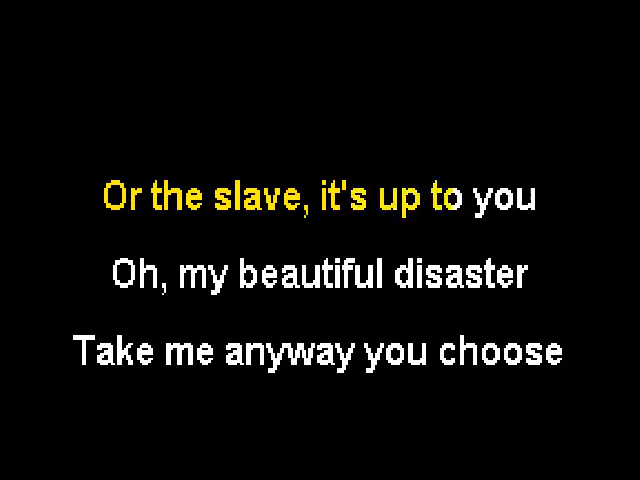 Or the slave, it's up to you
Oh, my beautiful disaster
Take me anyway you choose